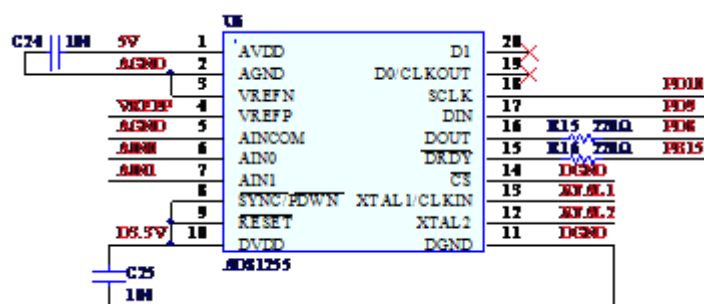 U6
C24 5V 1 AVDD D1 20
AGND 2 AGND D0/CLKOUT 19
3 VREFN SCLK 18
VREFP 4 VREFP DIN 17 PD9
AGND 5 AINCOM DOUT 16 R15 22RΩ PD8
AIN0 6 AIN0 DRDY 15 R16 22RΩ PB15
AIN1 7 AIN1 CS 14 DGND
8 SYNC/PDWN XTAL1/CLKIN 13 XTAL1
9 RESET XTAL2 12 XTAL2
10 DVDD DGND 11 DGND
C25 ADS1255